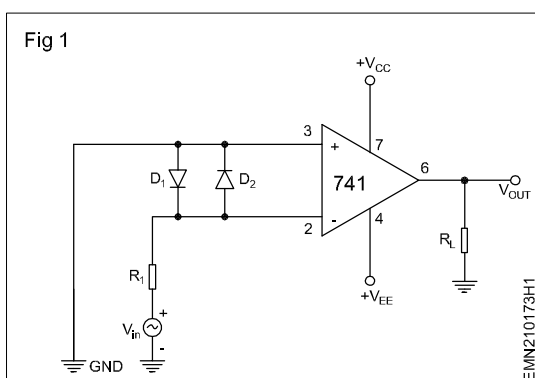 Fig 1
+VCC
3
7
+
D1
D2
741
6
VOUT
2
-
4
RL
R1
+VEE
+
Vin
-
GND
EMN210173H1